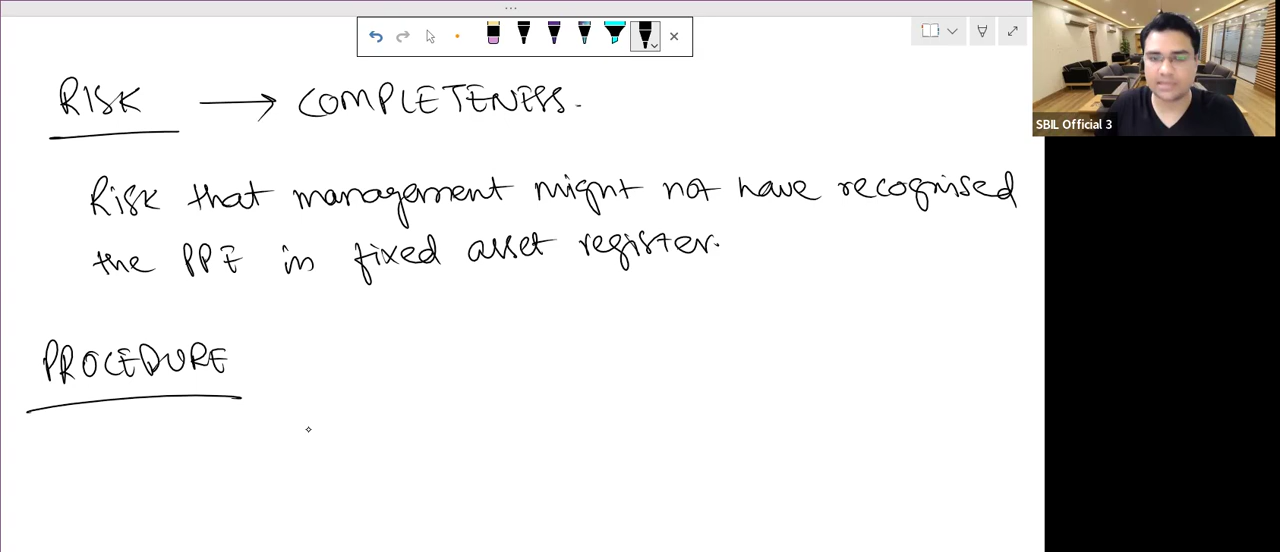 RISK → COMPLETENESS.
SBIL Official 3
Risk that management might not have recognised
the PPE in fixed asset register.
PROCEDURE